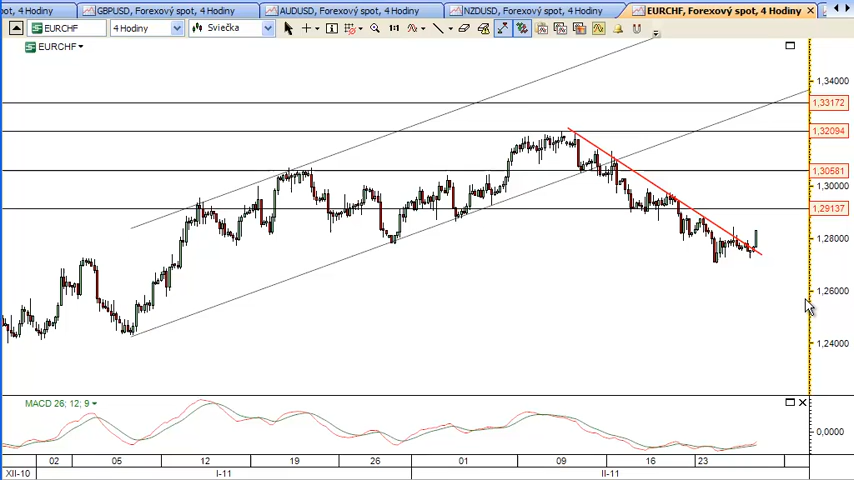 ot, 4 Hodiny GBPUSD, Forexový spot, 4 Hodiny AUDUSD, Forexový spot, 4 Hodiny NZDUSD, Forexový spot, 4 Hodiny EURCHF, Forexový spot, 4 Hodiny
EURCHF 4 Hodiny Sviečka
EURCHF
1,34000
1,33172
1,32094
1,30581
1,30000
1,29137
1,28000
1,26000
1,24000
MACD 26; 12; 9
0,0000
02 05 12 19 26 01 09 16 23
XII-10 I-11 II-11